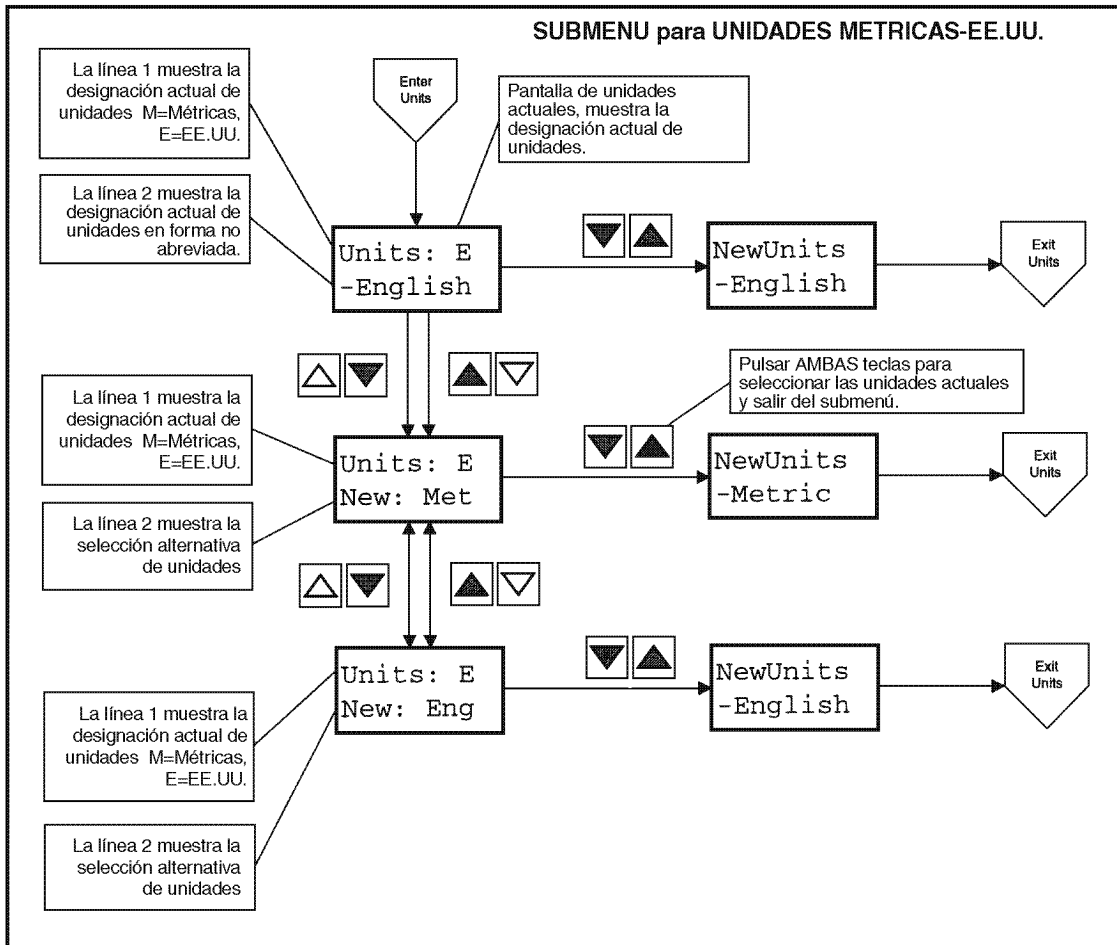 SUBMENU para UNIDADES METRICAS-EE.UU.
La línea 1 muestra la
designación actual de
unidades M=Métricas,
E=EE.UU.
Enter
Units
Pantalla de unidades
actuales, muestra la
designación actual de
unidades.
La línea 2 muestra la
designación actual de
unidades en forma no
abreviada.
Units: E
-English
NewUnits
-English
Exit
Units
La línea 1 muestra la
designación actual de
unidades M=Métricas,
E=EE.UU.
Pulsar AMBAS teclas para
seleccionar las unidades actuales
y salir del submenú.
Units: E
New: Met
NewUnits
-Metric
Exit
Units
La línea 2 muestra la
selección alternativa
de unidades
Units: E
New: Eng
NewUnits
-English
Exit
Units
La línea 1 muestra la
designación actual de
unidades M=Métricas,
E=EE.UU.
La línea 2 muestra la
selección alternativa
de unidades